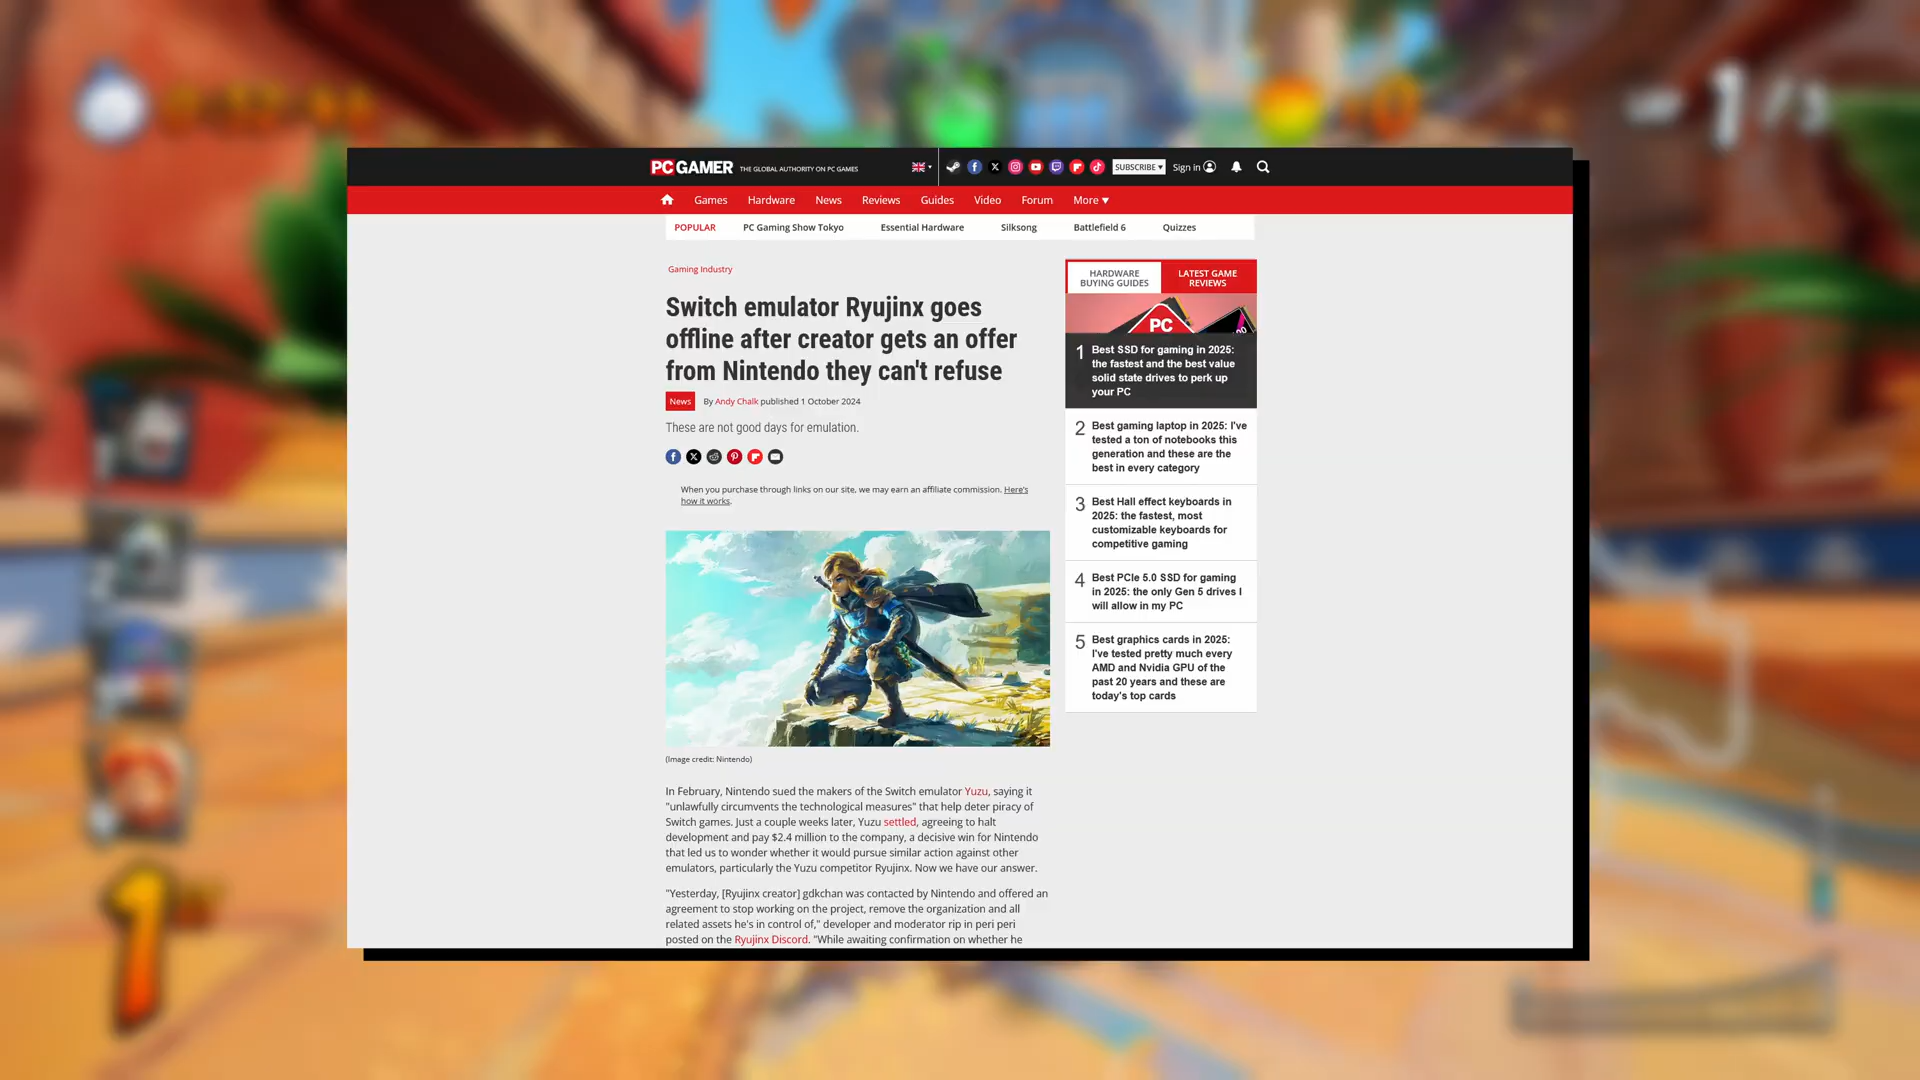 1/3
PC GAMER THE GLOBAL AUTHORITY ON PC GAMES
SUBSCRIBE ▾ Sign in
Games Hardware News Reviews Guides Video Forum More ▼
POPULAR PC Gaming Show Tokyo Essential Hardware Silksong Battlefield 6 Quizzes
Gaming Industry
Switch emulator Ryujinx goes
offline after creator gets an offer
from Nintendo they can't refuse
News By Andy Chalk published 1 October 2024
These are not good days for emulation.
When you purchase through links on our site, we may earn an affiliate commission. Here's
how it works.
(Image credit: Nintendo)
In February, Nintendo sued the makers of the Switch emulator Yuzu, saying it
"unlawfully circumvents the technological measures" that help deter piracy of
Switch games. Just a couple weeks later, Yuzu settled, agreeing to halt
development and pay $2.4 million to the company, a decisive win for Nintendo
that led us to wonder whether it would pursue similar action against other
emulators, particularly the Yuzu competitor Ryujinx. Now we have our answer.
"Yesterday, [Ryujinx creator] gdkchan was contacted by Nintendo and offered an
agreement to stop working on the project, remove the organization and all
related assets he's in control of," developer and moderator rip in peri peri
posted on the Ryujinx Discord. "While awaiting confirmation on whether he
HARDWARE
BUYING GUIDES
LATEST GAME
REVIEWS
PC
1 Best SSD for gaming in 2025:
the fastest and the best value
solid state drives to perk up
your PC
2 Best gaming laptop in 2025: I've
tested a ton of notebooks this
generation and these are the
best in every category
3 Best Hall effect keyboards in
2025: the fastest, most
customizable keyboards for
competitive gaming
4 Best PCIe 5.0 SSD for gaming
in 2025: the only Gen 5 drives I
will allow in my PC
5 Best graphics cards in 2025:
I've tested pretty much every
AMD and Nvidia GPU of the
past 20 years and these are
today's top cards
1